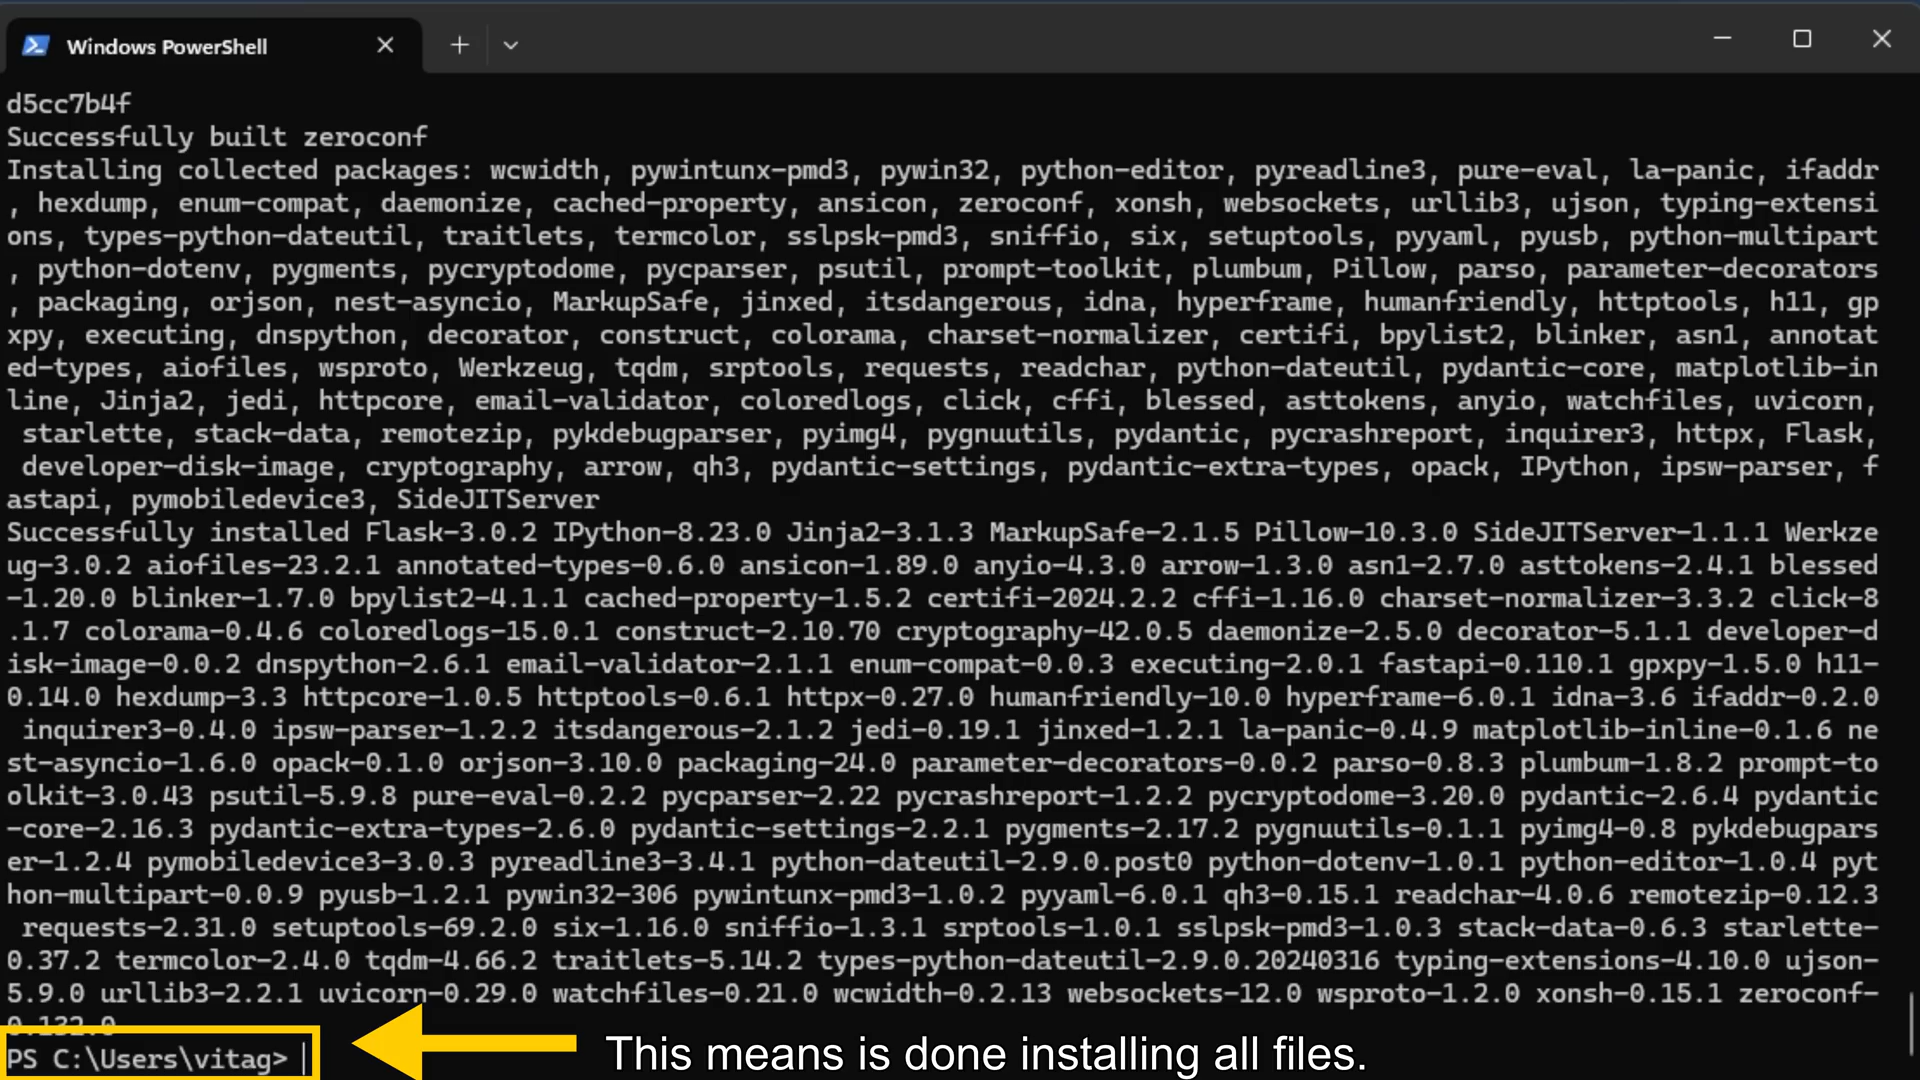 Windows PowerShell
d5cc7b4f
Successfully built zeroconf
Installing collected packages: wcwidth, pywintunx-pmd3, pywin32, python-editor, pyreadline3, pure-eval, la-panic, ifaddr
, hexdump, enum-compat, daemonize, cached-property, ansicon, zeroconf, xonsh, websockets, urllib3, ujson, typing-extensi
ons, types-python-dateutil, traitlets, termcolor, sslpsk-pmd3, sniffio, six, setuptools, pyyaml, pyusb, python-multipart
, python-dotenv, pygments, pycryptodome, pycparser, psutil, prompt-toolkit, plumbum, Pillow, parso, parameter-decorators
, packaging, orjson, nest-asyncio, MarkupSafe, jinxed, itsdangerous, idna, hyperframe, humanfriendly, httptools, h11, gp
xpy, executing, dnspython, decorator, construct, colorama, charset-normalizer, certifi, bpylist2, blinker, asn1, annotat
ed-types, aiofiles, wsproto, Werkzeug, tqdm, srptools, requests, readchar, python-dateutil, pydantic-core, matplotlib-in
line, Jinja2, jedi, httpcore, email-validator, coloredlogs, click, cffi, blessed, asttokens, anyio, watchfiles, uvicorn,
starlette, stack-data, remotezip, pykdebugparser, pyimg4, pygnuutils, pydantic, pycrashreport, inquirer3, httpx, Flask,
developer-disk-image, cryptography, arrow, qh3, pydantic-settings, pydantic-extra-types, opack, IPython, ipsw-parser, f
astapi, pymobiledevice3, SideJITServer
Successfully installed Flask-3.0.2 IPython-8.23.0 Jinja2-3.1.3 MarkupSafe-2.1.5 Pillow-10.3.0 SideJITServer-1.1.1 Werkze
ug-3.0.2 aiofiles-23.2.1 annotated-types-0.6.0 ansicon-1.89.0 anyio-4.3.0 arrow-1.3.0 asn1-2.7.0 asttokens-2.4.1 blessed
-1.20.0 blinker-1.7.0 bpylist2-4.1.1 cached-property-1.5.2 certifi-2024.2.2 cffi-1.16.0 charset-normalizer-3.3.2 click-8
.1.7 colorama-0.4.6 coloredlogs-15.0.1 construct-2.10.70 cryptography-42.0.5 daemonize-2.5.0 decorator-5.1.1 developer-d
isk-image-0.0.2 dnspython-2.6.1 email-validator-2.1.1 enum-compat-0.0.3 executing-2.0.1 fastapi-0.110.1 gpxpy-1.5.0 h11-
0.14.0 hexdump-3.3 httpcore-1.0.5 httptools-0.6.1 httpx-0.27.0 humanfriendly-10.0 hyperframe-6.0.1 idna-3.6 ifaddr-0.2.0
inquirer3-0.4.0 ipsw-parser-1.2.2 itsdangerous-2.1.2 jedi-0.19.1 jinxed-1.2.1 la-panic-0.4.9 matplotlib-inline-0.1.6 ne
st-asyncio-1.6.0 opack-0.1.0 orjson-3.10.0 packaging-24.0 parameter-decorators-0.0.2 parso-0.8.3 plumbum-1.8.2 prompt-to
olkit-3.0.43 psutil-5.9.8 pure-eval-0.2.2 pycparser-2.22 pycrashreport-1.2.2 pycryptodome-3.20.0 pydantic-2.6.4 pydantic
-core-2.16.3 pydantic-extra-types-2.6.0 pydantic-settings-2.2.1 pygments-2.17.2 pygnuutils-0.1.1 pyimg4-0.8 pykdebugpars
er-1.2.4 pymobiledevice3-3.0.3 pyreadline3-3.4.1 python-dateutil-2.9.0.post0 python-dotenv-1.0.1 python-editor-1.0.4 pyt
hon-multipart-0.0.9 pyusb-1.2.1 pywin32-306 pywintunx-pmd3-1.0.2 pyyaml-6.0.1 qh3-0.15.1 readchar-4.0.6 remotezip-0.12.3
requests-2.31.0 setuptools-69.2.0 six-1.16.0 sniffio-1.3.1 srptools-1.0.1 sslpsk-pmd3-1.0.3 stack-data-0.6.3 starlette-
0.37.2 termcolor-2.4.0 tqdm-4.66.2 traitlets-5.14.2 types-python-dateutil-2.9.0.20240316 typing-extensions-4.10.0 ujson-
5.9.0 urllib3-2.2.1 uvicorn-0.29.0 watchfiles-0.21.0 wcwidth-0.2.13 websockets-12.0 wsproto-1.2.0 xonsh-0.15.1 zeroconf-
0.132.0
PS C:\Users\vitag>
This means is done installing all files.